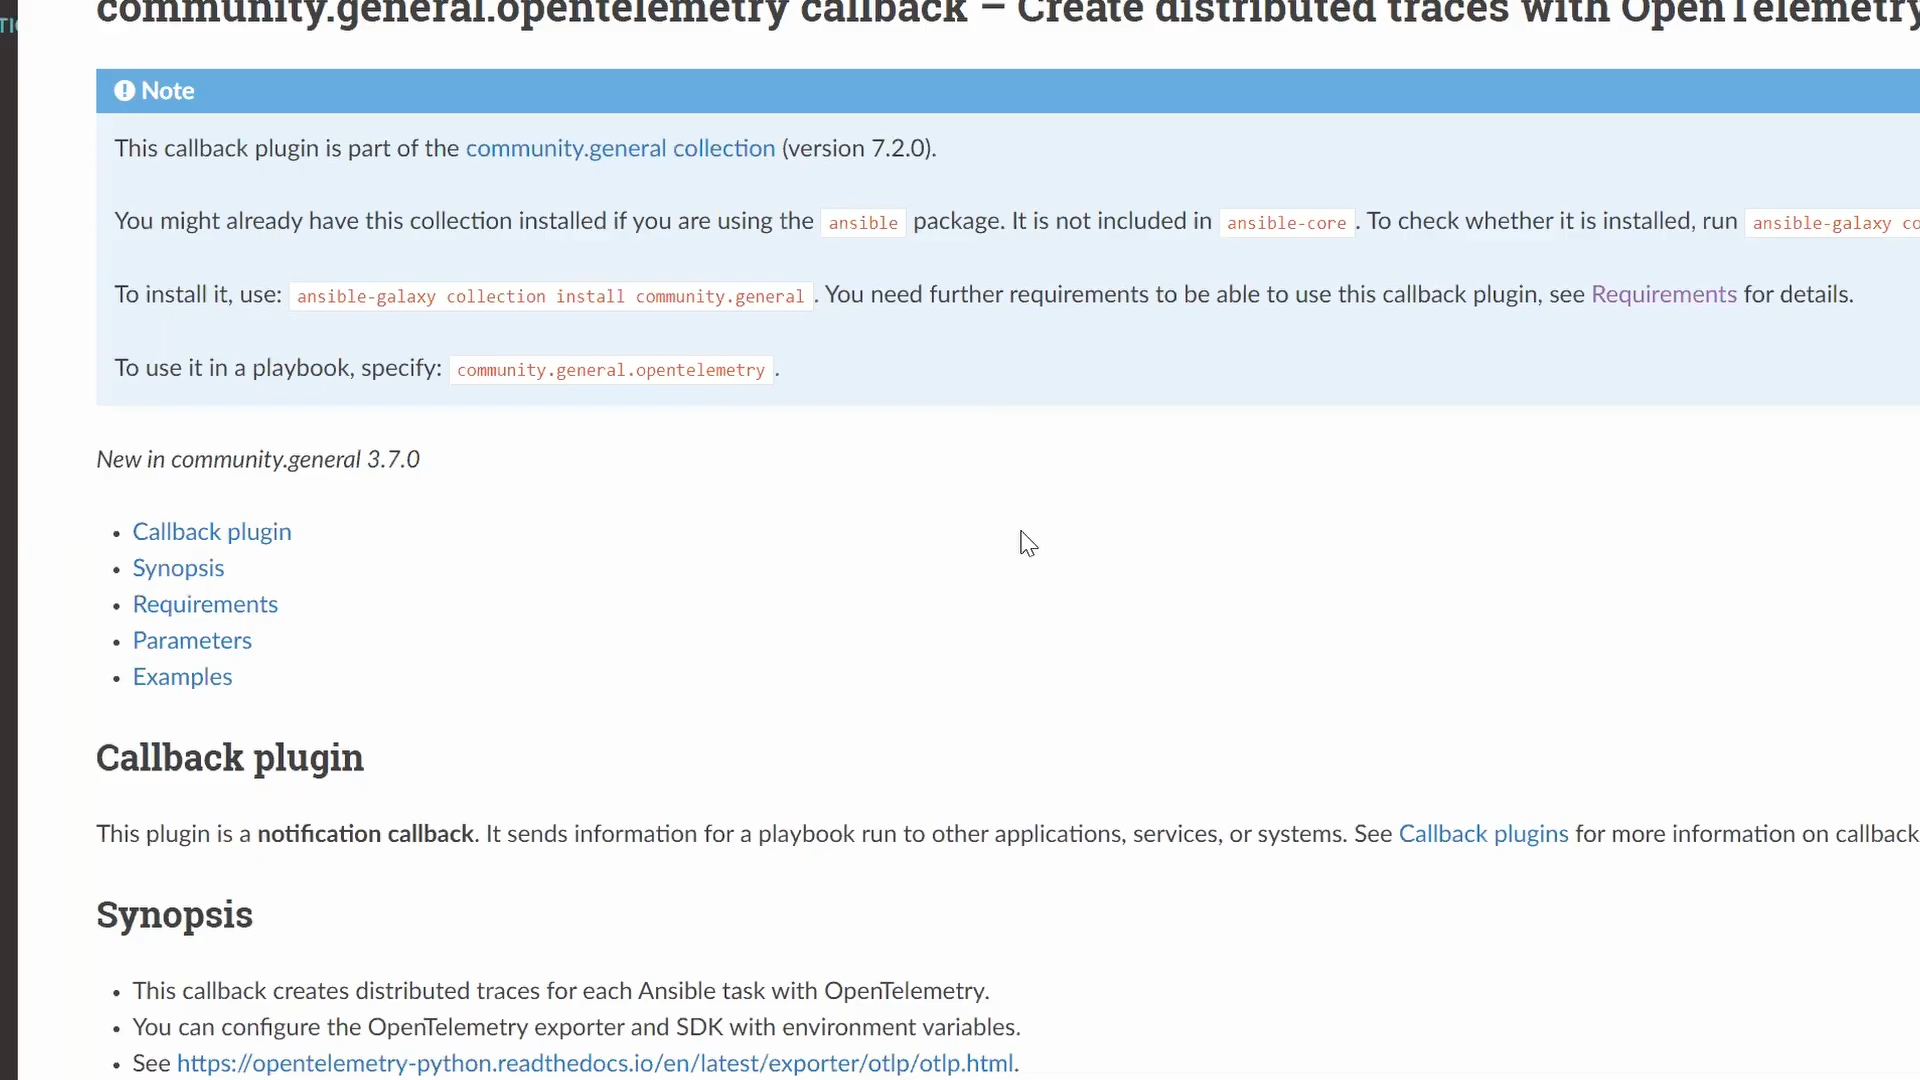 community.general.opentelemetry callback – Create distributed traces with OpenTelemetry
Note
This callback plugin is part of the community.general collection (version 7.2.0).
You might already have this collection installed if you are using the ansible package. It is not included in ansible-core. To check whether it is installed, run ansible-galaxy co
To install it, use: ansible-galaxy collection install community.general. You need further requirements to be able to use this callback plugin, see Requirements for details.
To use it in a playbook, specify: community.general.opentelemetry.
New in community.general 3.7.0
• Callback plugin
• Synopsis
• Requirements
• Parameters
• Examples
Callback plugin
This plugin is a notification callback. It sends information for a playbook run to other applications, services, or systems. See Callback plugins for more information on callback
Synopsis
• This callback creates distributed traces for each Ansible task with OpenTelemetry.
• You can configure the OpenTelemetry exporter and SDK with environment variables.
• See https://opentelemetry-python.readthedocs.io/en/latest/exporter/otlp/otlp.html.